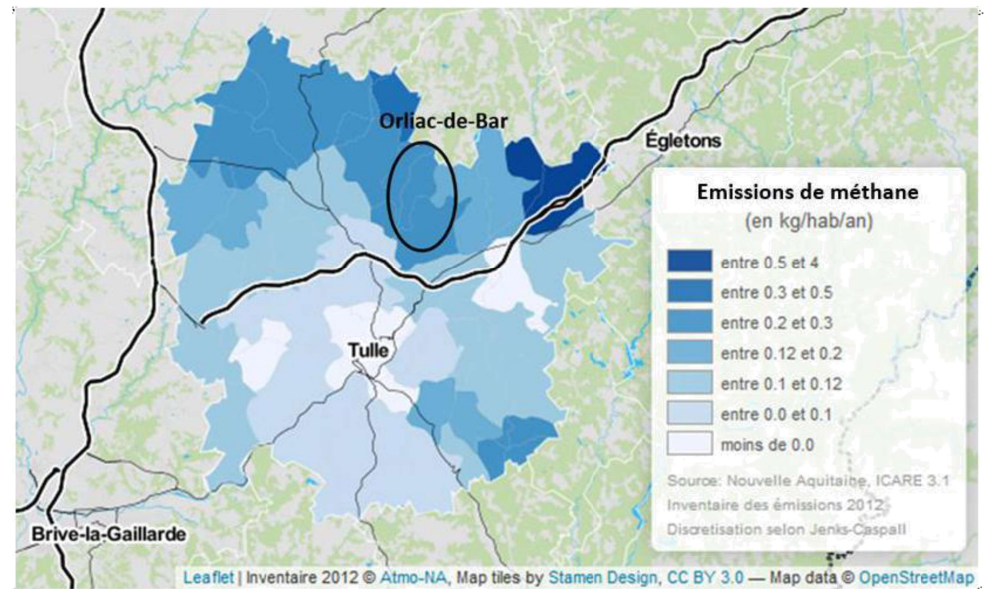 Orliac-de-Bar
Égletons
Emissions de méthane
(en kg/hab/an)
entre 0.5 et 4
entre 0.3 et 0.5
entre 0.2 et 0.3
entre 0.12 et 0.2
entre 0.1 et 0.12
entre 0.0 et 0.1
moins de 0.0
Source: Nouvelle Aquitaine, ICARE 3.1
Inventaire des émissions 2012
Discretisation selon Jenks-Caspall
Tulle
Brive-la-Gaillarde
Leaflet | Inventaire 2012 © Atmo-NA, Map tiles by Stamen Design, CC BY 3.0 — Map data © OpenStreetMap